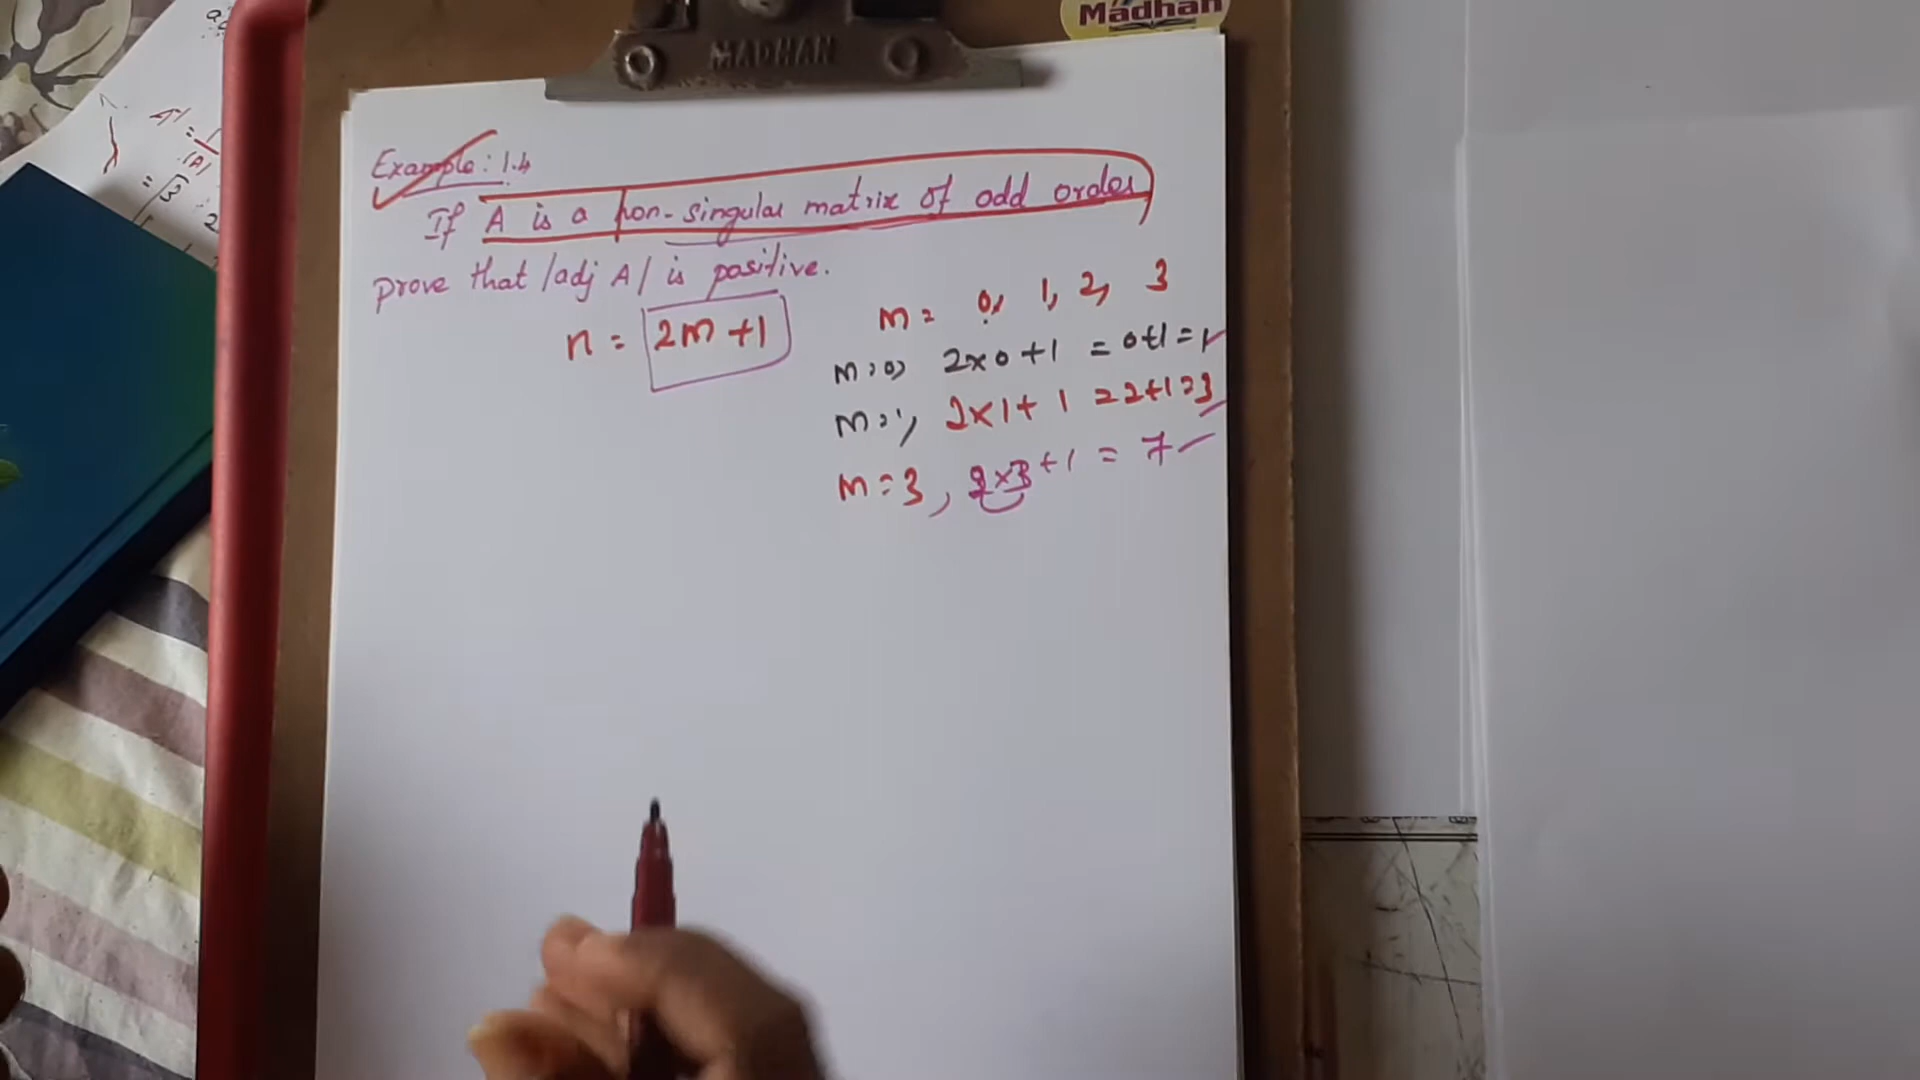 Madhan
MADHAN
Example: 1.4
If A is a non-singular matrix of odd order
prove that |adj A| is positive.
n = 2m+1
m = 0, 1, 2, 3
m=0, 2×0+1 = 0+1=1
m=1, 2×1+1 =2+1=3
m=3, 2×3+1 = 7
A⁻¹ = 1
|A|